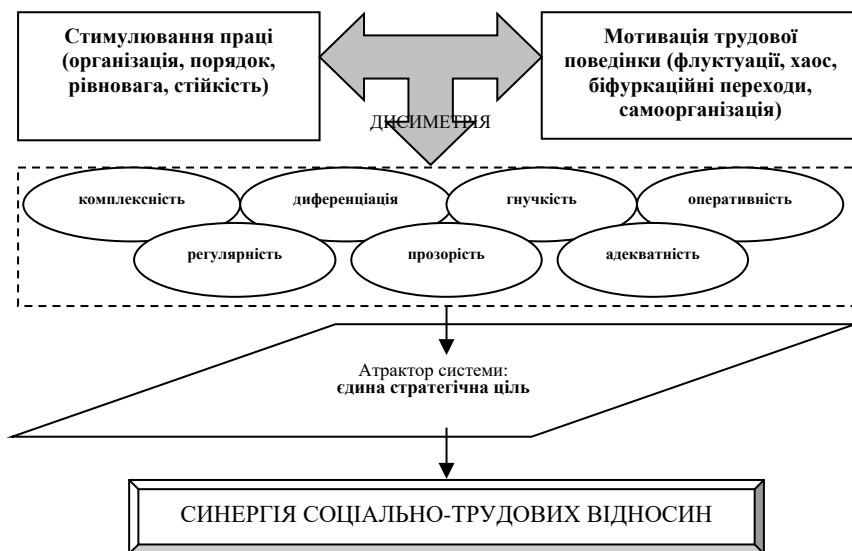 Стимулювання праці
(організація, порядок,
рівновага, стійкість)
Мотивація трудової
поведінки (флуктуації, хаос,
біфуркаційні переходи,
самоорганізація)
ДИСИМЕТРІЯ
комплексність
диференціація
гнучкість
оперативність
регулярність
прозорість
адекватність
Атрактор системи:
єдина стратегічна ціль
СИНЕРГІЯ СОЦІАЛЬНО-ТРУДОВИХ ВІДНОСИН